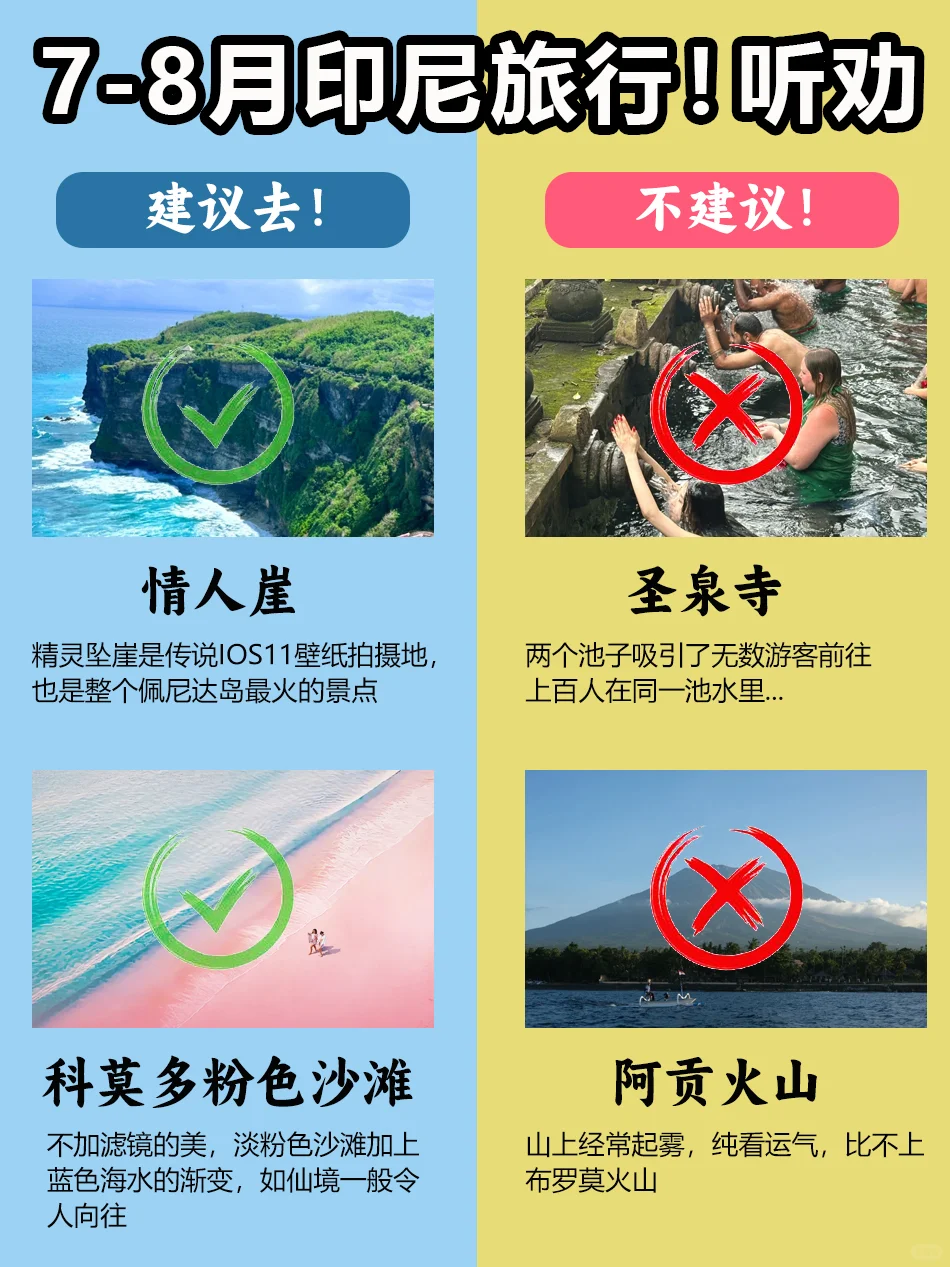 7-8月印尼旅行！听劝
建议去！
不建议！
情人崖
精灵坠崖是传说IOS11壁纸拍摄地，
也是整个佩尼达岛最火的景点
圣泉寺
两个池子吸引了无数游客前往
上百人在同一池水里...
科莫多粉色沙滩
不加滤镜的美，淡粉色沙滩加上
蓝色海水的渐变，如仙境一般令
人向往
阿贡火山
山上经常起雾，纯看运气，比不上
布罗莫火山